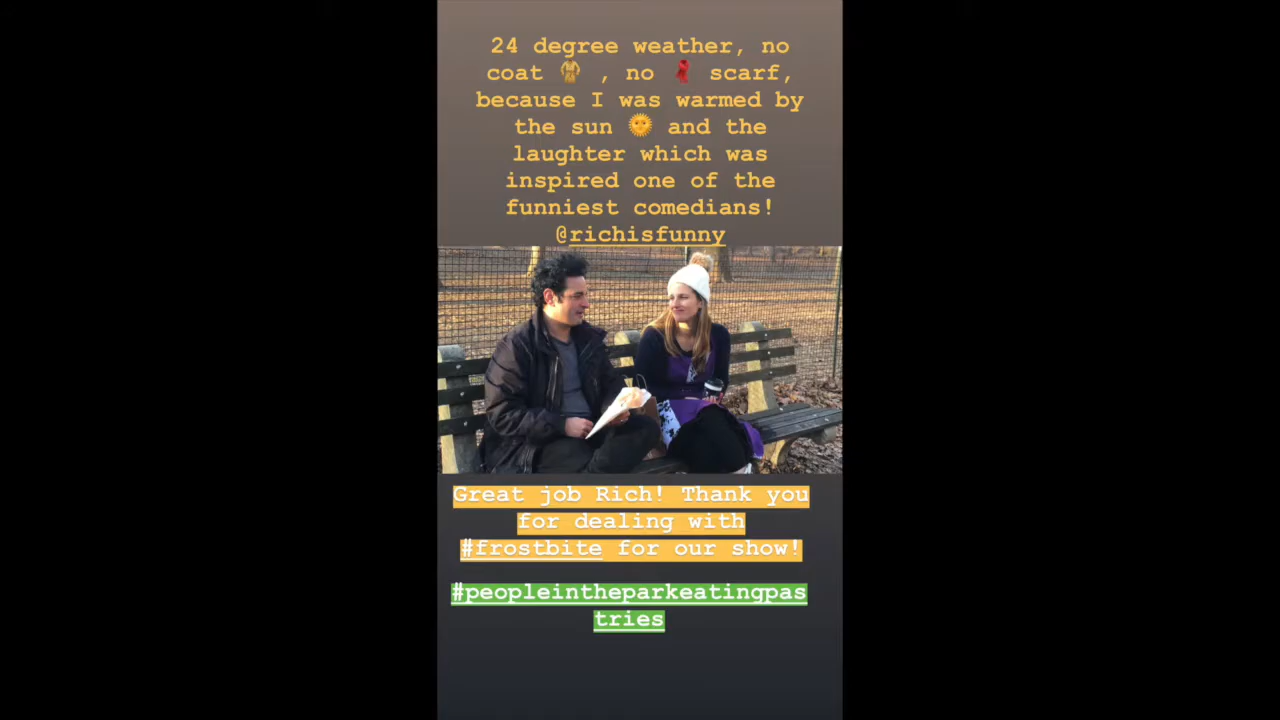 24 degree weather, no
coat 🧥 , no 🧣 scarf,
because I was warmed by
the sun 🌞 and the
laughter which was
inspired one of the
funniest comedians!
@richisfunny
Great job Rich! Thank you
for dealing with
#frostbite for our show!
#peopleintheparkeatingpas
tries